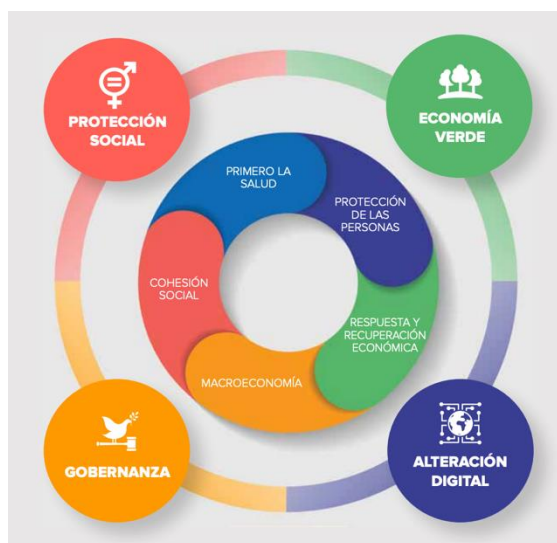 PROTECCIÓN
SOCIAL
ECONOMÍA
VERDE
PRIMERO LA
SALUD
PROTECCIÓN
DE LAS
PERSONAS
COHESIÓN
SOCIAL
RESPUESTA Y
RECUPERACIÓN
ECONÓMICA
MACROECONOMÍA
GOBERNANZA
ALTERACIÓN
DIGITAL